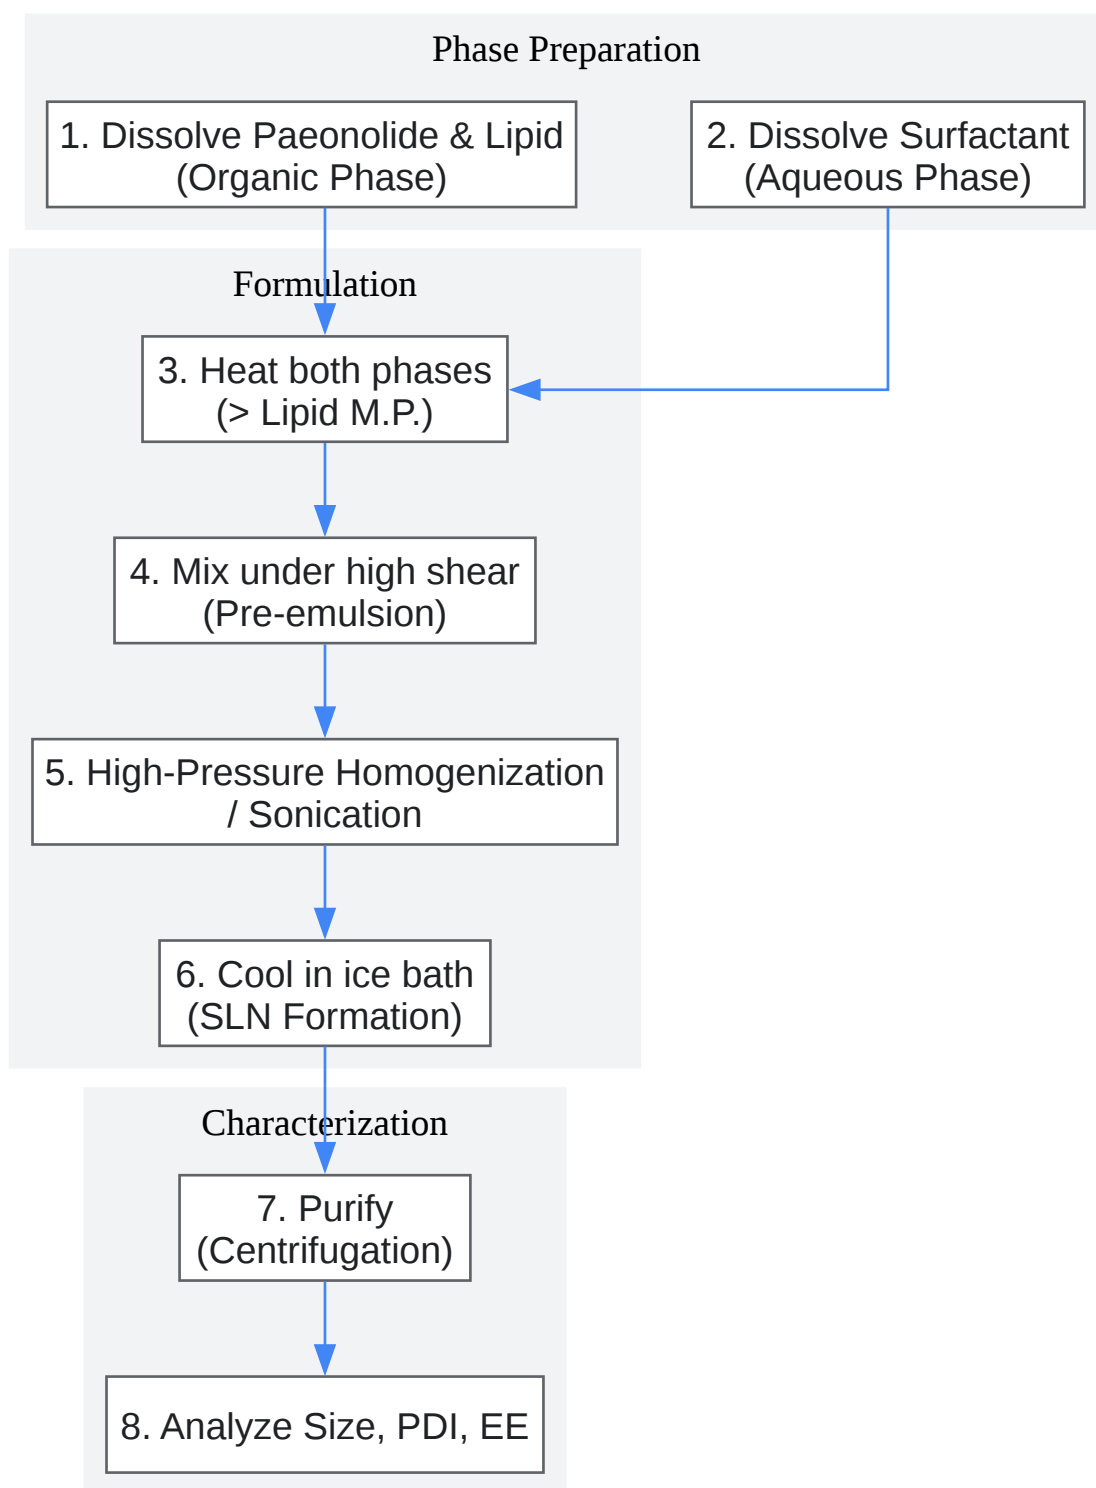 Phase Preparation
1. Dissolve Paeonolide & Lipid
(Organic Phase)
2. Dissolve Surfactant
(Aqueous Phase)
Formulation
3. Heat both phases
(> Lipid M.P.)
4. Mix under high shear
(Pre-emulsion)
5. High-Pressure Homogenization
/ Sonication
6. Cool in ice bath
(SLN Formation)
Characterization
7. Purify
(Centrifugation)
8. Analyze Size, PDI, EE